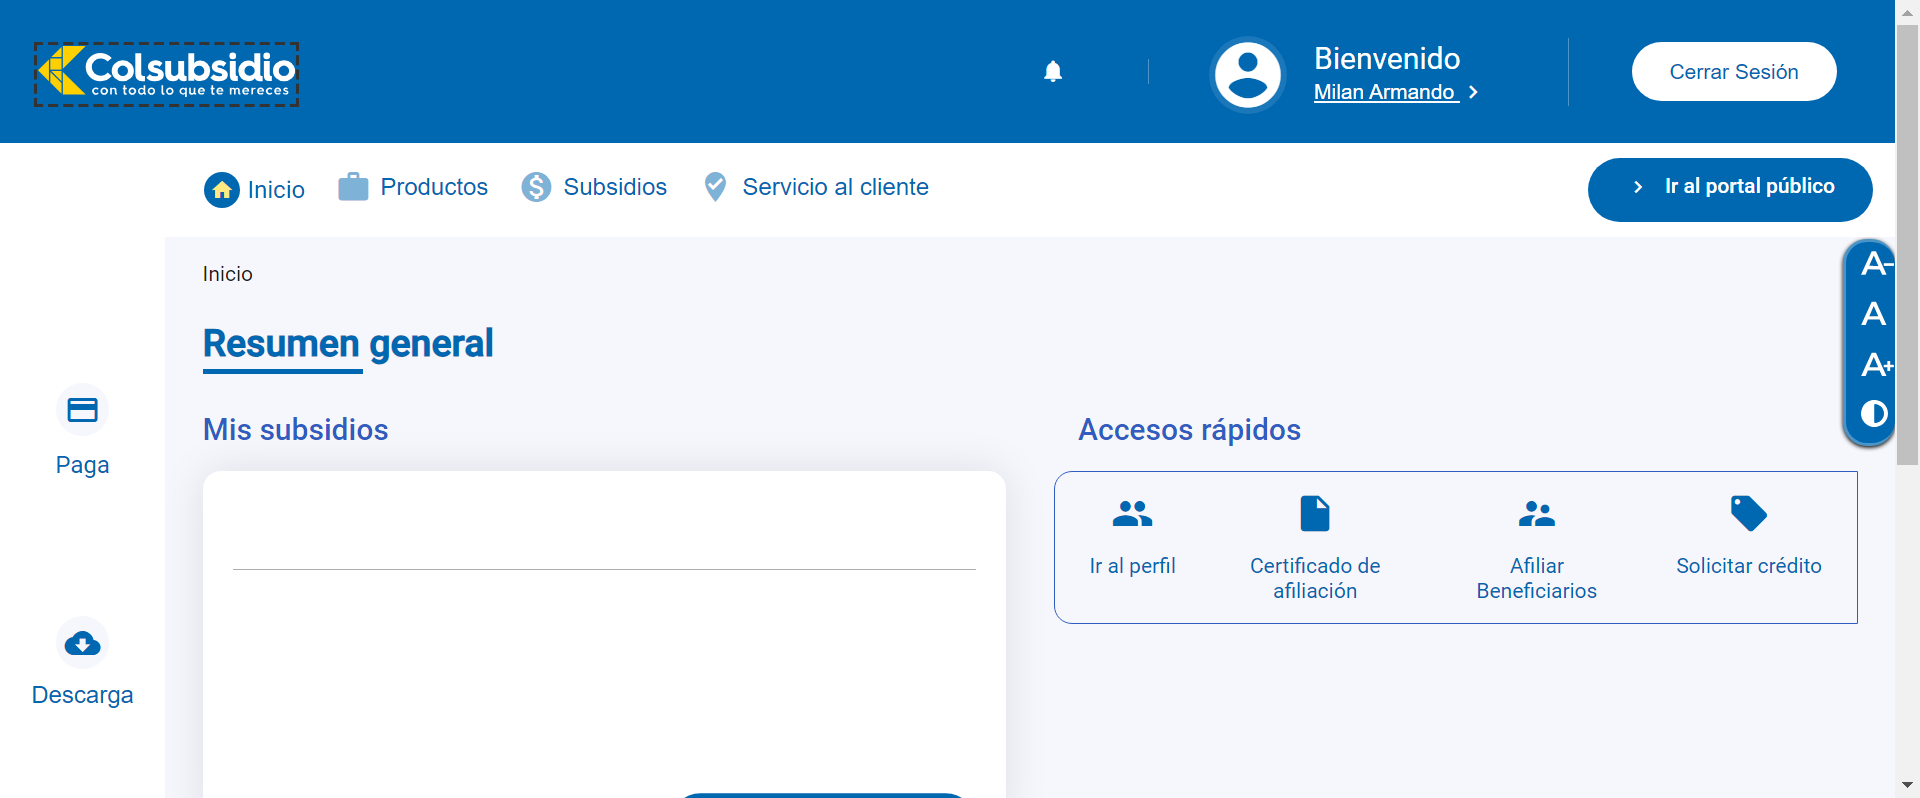 Colsubsidio
con todo lo que te mereces
Bienvenido
Milan Armando
Cerrar Sesión
Inicio
Productos
Subsidios
Servicio al cliente
Ir al portal público
Inicio
A-
A
A+
Resumen general
Mis subsidios
Accesos rápidos
Paga
Descarga
Ir al perfil
Certificado de
afiliación
Afiliar
Beneficiarios
Solicitar crédito